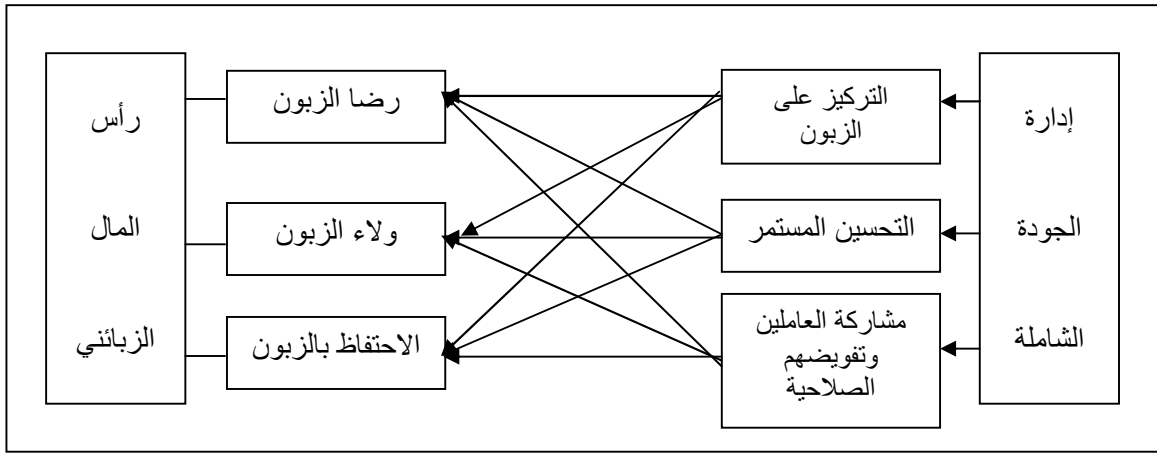 إدارة
الجودة
الشاملة
التركيز على
الزبون
التحسين المستمر
مشاركة العاملين
وتفويضهم
الصلاحية
رضا الزبون
ولاء الزبون
الاحتفاظ بالزبون
رأس
المال
الزبائني